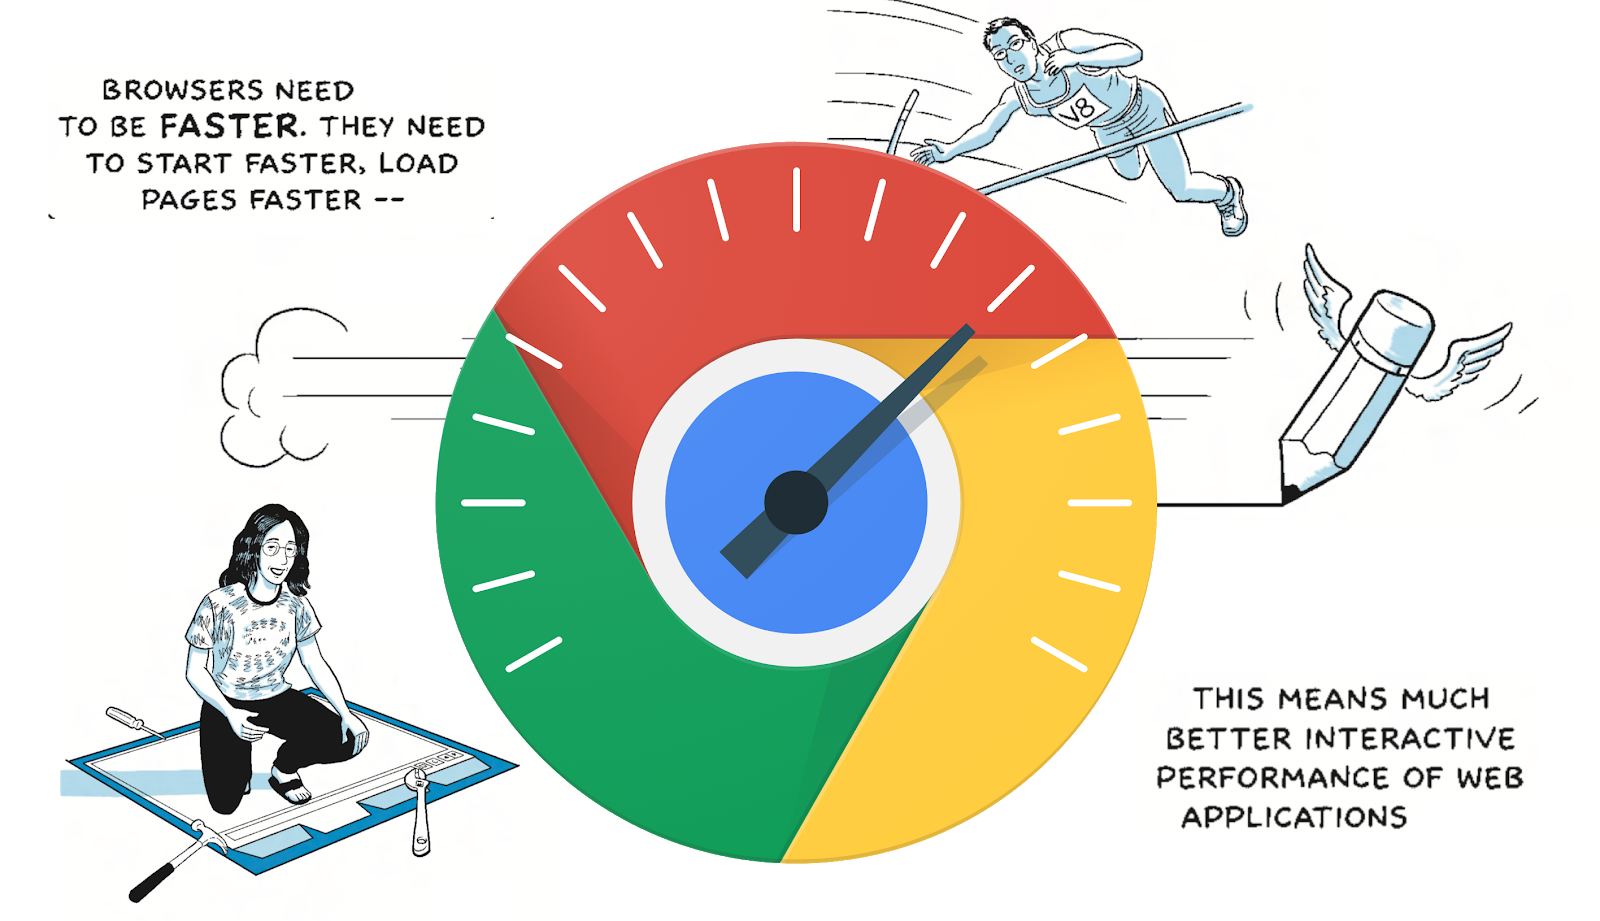 BROWSERS NEED
TO BE FASTER. THEY NEED
TO START FASTER, LOAD
PAGES FASTER --
V8
THIS MEANS MUCH
BETTER INTERACTIVE
PERFORMANCE OF WEB
APPLICATIONS